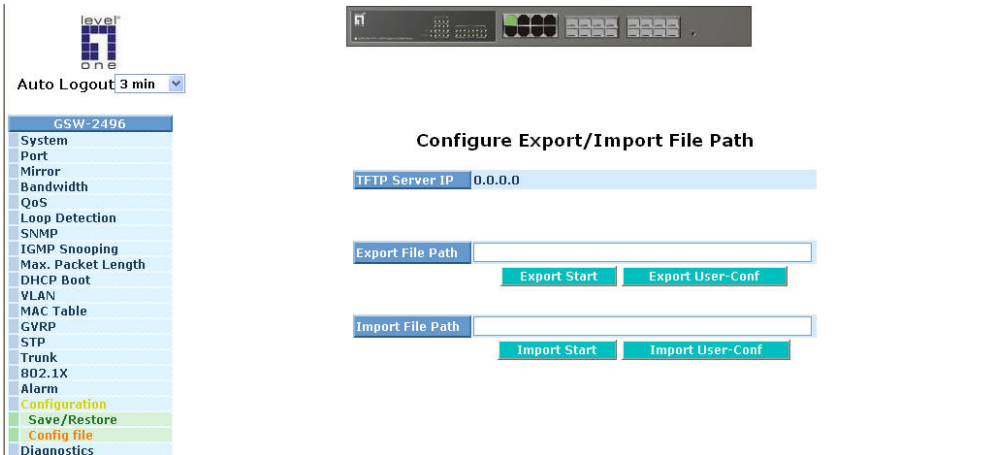 level
one
Auto Logout 3 min
GSW-2496
System
Port
Mirror
Bandwidth
QoS
Loop Detection
SNMP
IGMP Snooping
Max. Packet Length
DHCP Boot
VLAN
MAC Table
GVRP
STP
Trunk
802.1X
Alarm
Configuration
Save/Restore
Config file
Diagnostics
Configure Export/Import File Path
TFTP Server IP 0.0.0.0
Export File Path
Export Start Export User-Conf
Import File Path
Import Start Import User-Conf